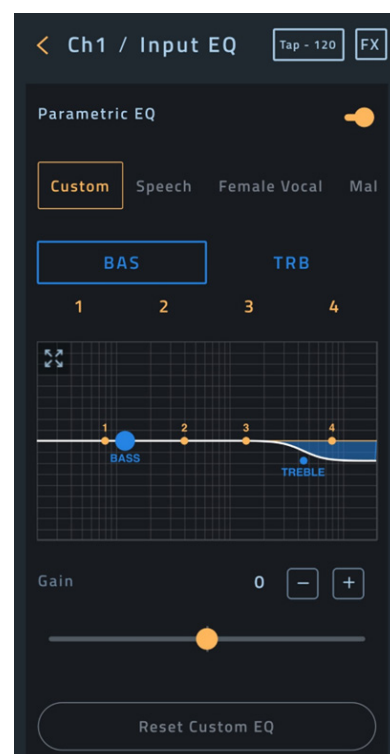 Ch1 / Input EQ Tap - 120 FX
Parametric EQ
Custom Speech Female Vocal Mal
BAS TRB
1 2 3 4
1 2 3 4
BASS
TREBLE
Gain 0 − +
Reset Custom EQ